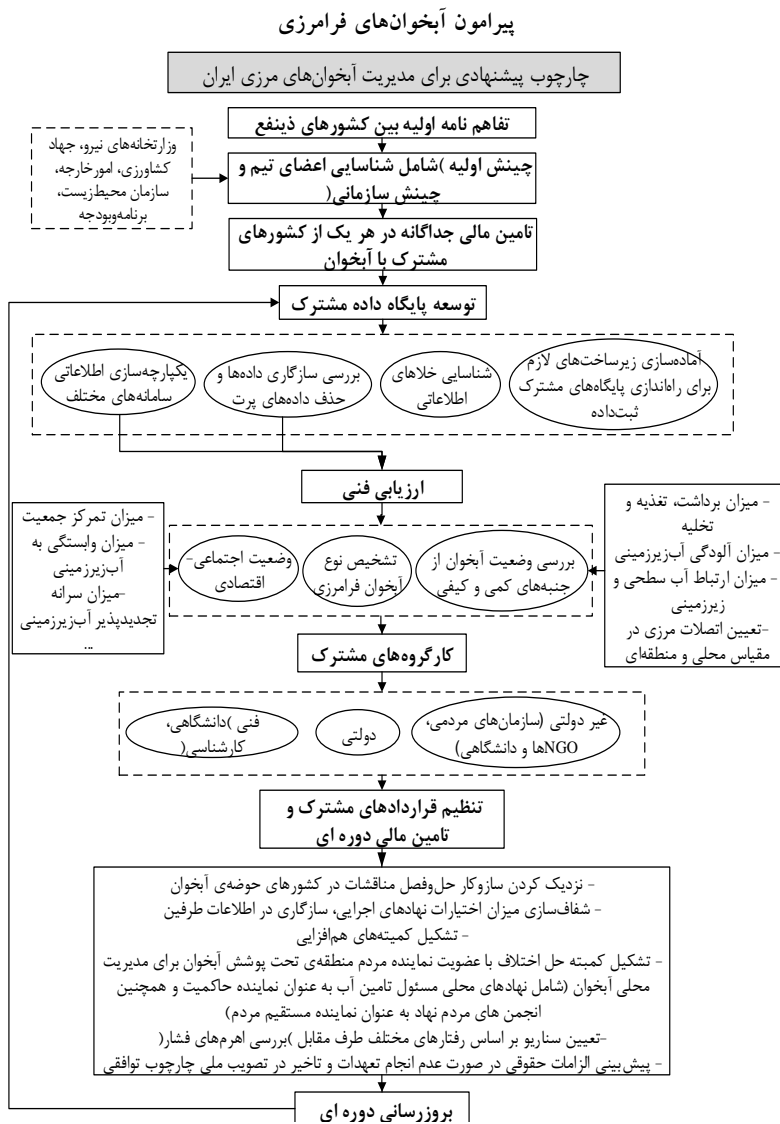 پیرامون آبخوان‌های فرامرزی
چارچوب پیشنهادی برای مدیریت آبخوان‌های مرزی ایران
تفاهم نامه اولیه بین کشورهای ذینفع
وزارتخانه‌های نیرو، جهاد
کشاورزی، امورخارجه،
سازمان محیط‌زیست،
برنامه‌وبودجه
چینش اولیه )شامل شناسایی اعضای تیم و
چینش سازمانی(
تامین مالی جداگانه در هر یک از کشورهای
مشترک با آبخوان
توسعه پایگاه داده مشترک
آماده‌سازی زیرساخت‌های لازم
برای راه‌اندازی پایگاه‌های مشترک
ثبت‌داده
شناسایی خلاهای
اطلاعاتی
بررسی سازگاری داده‌ها و
حذف داده‌های پرت
یکپارچه‌سازی اطلاعاتی
سامانه‌های مختلف
ارزیابی فنی
- میزان برداشت، تغذیه و
تخلیه
- میزان آلودگی آب‌زیرزمینی
- میزان ارتباط آب سطحی و
زیرزمینی
-تعیین اتصلات مرزی در
مقیاس محلی و منطقه‌ای
بررسی وضعیت آبخوان از
جنبه‌های کمی و کیفی
تشخیص نوع
آبخوان فرامرزی
وضعیت اجتماعی-
اقتصادی
- میزان تمرکز جمعیت
- میزان وابستگی به
آب‌زیرزمینی
-میزان سرانه
تجدیدپذیر آب‌زیرزمینی
...
کارگروه‌های مشترک
غیر دولتی (سازمان‌های مردمی،
NGOها و دانشگاهی)
دولتی
فنی )دانشگاهی،
کارشناسی(
تنظیم قراردادهای مشترک و
تامین مالی دوره ای
- نزدیک کردن سازوکار حل‌وفصل مناقشات در کشورهای حوضه‌ی آبخوان
- شفاف‌سازی میزان اختیارات نهادهای اجرایی، سازگاری در اطلاعات طرفین
- تشکیل کمیته‌های هم‌افزایی
- تشکیل کمبته حل اختلاف با عضویت نماینده مردم منطقه‌ی تحت پوشش آبخوان برای مدیریت
محلی آبخوان (شامل نهادهای محلی مسئول تامین آب به عنوان نماینده حاکمیت و همچنین
انجمن های مردم نهاد به عنوان نماینده مستقیم مردم)
-تعیین سناریو بر اساس رفتارهای مختلف طرف مقابل )بررسی اهرم‌های فشار(
- پیش‌بینی الزامات حقوقی در صورت عدم انجام تعهدات و تاخیر در تصویب ملی چارچوب توافقی
بروزرسانی دوره ای